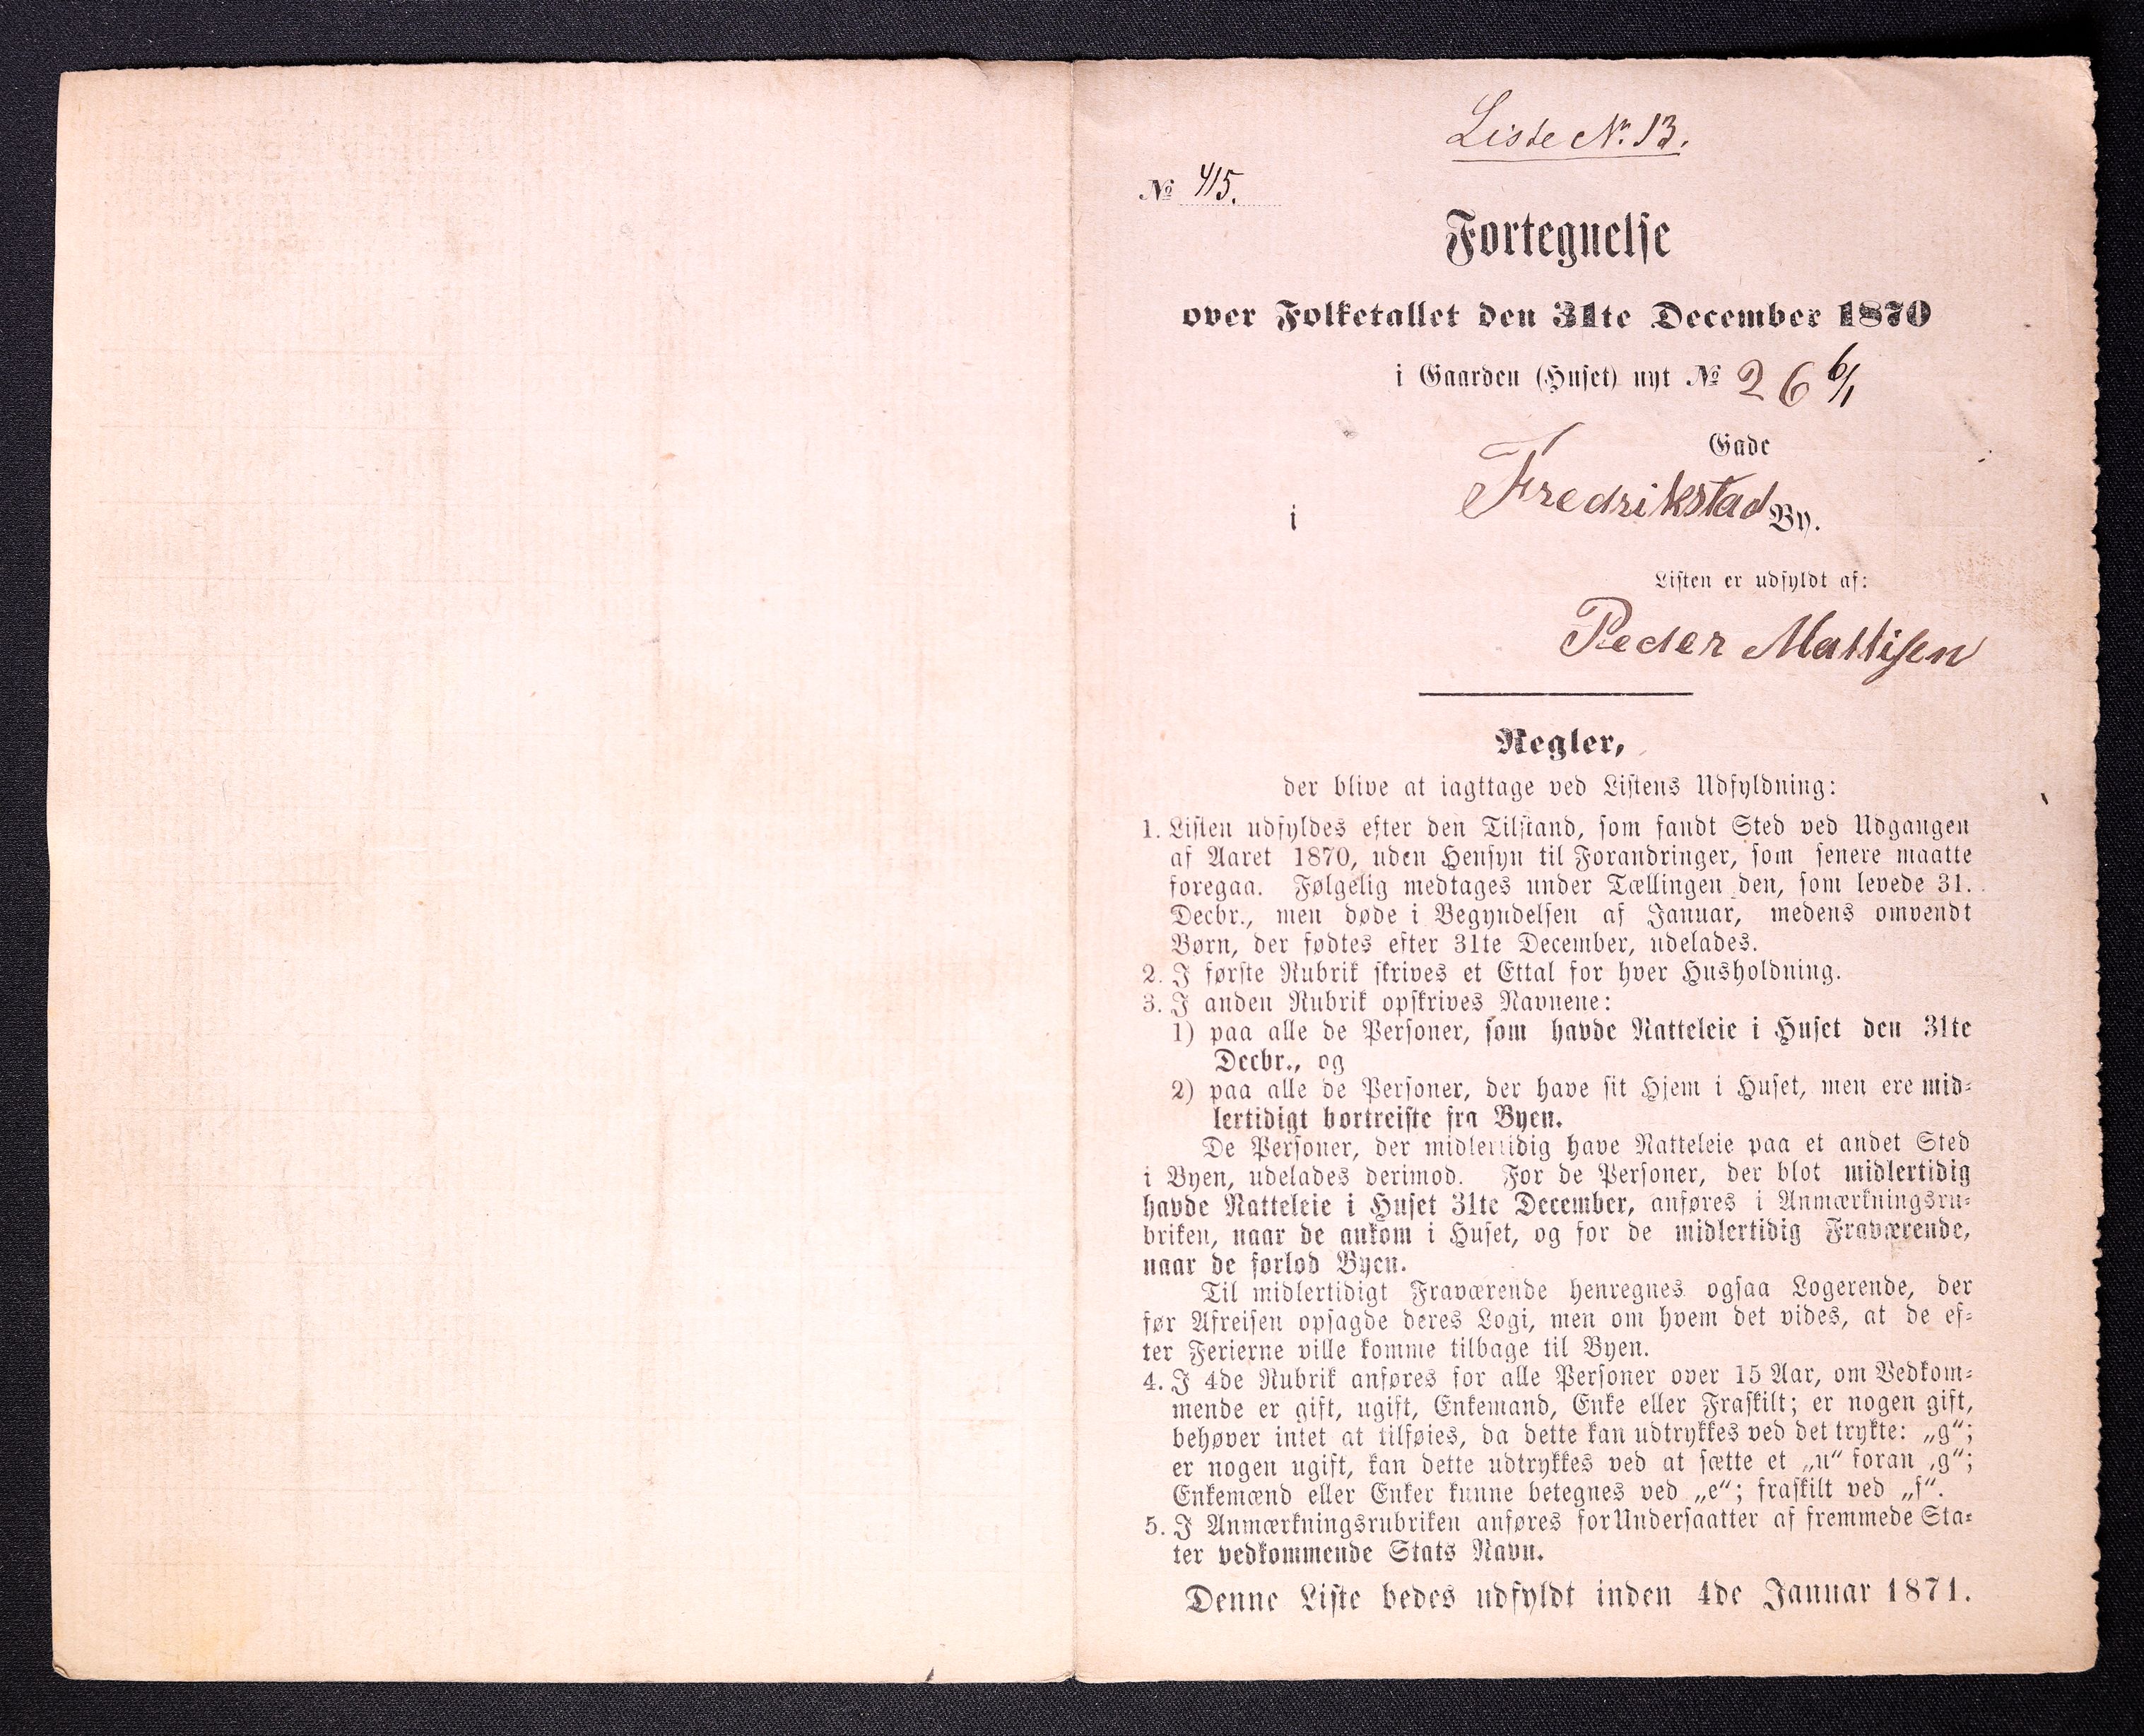 Liste No. 13.
No 415.
Fortegnelse
over Folketallet den 31te December 1870
i Gaarden (Huset) nyt No 26 6/1
Gade
i Fredrikstad By.
Listen er udfyldt af:
Peder Mattisen
Regler,
der blive at iagttage ved Listens Udfyldning:
1. Listen udfyldes efter den Tilstand, som fandt Sted ved Udgangen
af Aaret 1870, uden Hensyn til Forandringer, som senere maatte
foregaa. Følgelig medtages under Tællingen den, som levede 31.
Decbr., men døde i Begyndelsen af Januar, medens omvendt
Børn, der fødtes efter 31te December, udelades.
2. I første Rubrik skrives et Ettal for hver Husholdning.
3. I anden Rubrik opskrives Navnene:
1) paa alle de Personer, som havde Natteleie i Huset den 31te
Decbr., og
2) paa alle de Personer, der have sit Hjem i Huset, men ere mid-
lertidigt bortreiste fra Byen.
De Personer, der midlertidig have Natteleie paa et andet Sted
i Byen, udelades derimod. For de Personer, der blot midlertidig
havde Natteleie i Huset 31te December, anføres i Anmærkningsru-
briken, naar de ankom i Huset, og for de midlertidig Fraværende,
naar de forlod Byen.
Til midlertidigt Fraværende henregnes ogsaa Logerende, der
før Afreisen opsagde deres Logi, men om hvem det vides, at de ef-
ter Ferierne ville komme tilbage til Byen.
4. I 4de Rubrik anføres for alle Personer over 15 Aar, om Vedkom-
mende er gift, ugift, Enkemand, Enke eller Fraskilt; er nogen gift,
behøver intet at tilføies, da dette kan udtrykkes ved det trykte: „g“;
er nogen ugift, kan dette udtrykkes ved at sætte et „u“ foran „g“;
Enkemænd eller Enker kunne betegnes ved „e“; fraskilt ved „f“.
5. I Anmærkningsrubriken anføres for Undersaatter af fremmede Sta-
ter vedkommende Stats Navn.
Denne Liste bedes udfyldt inden 4de Januar 1871.